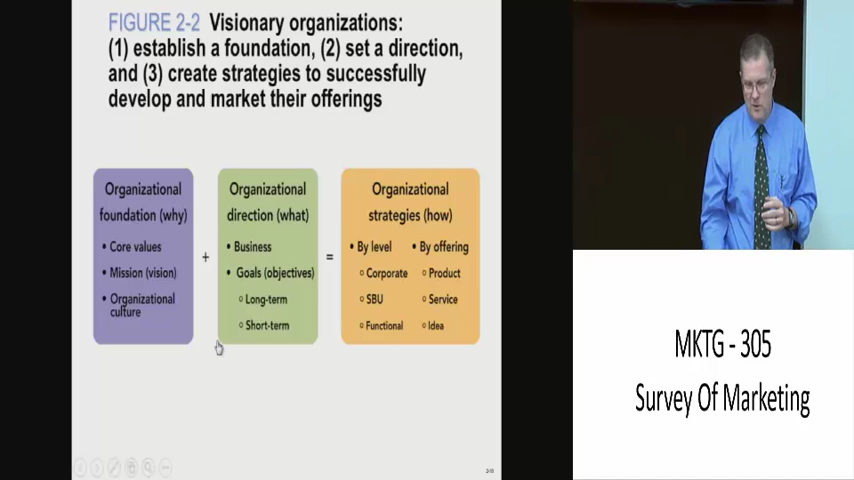 FIGURE 2-2 Visionary organizations:
(1) establish a foundation, (2) set a direction,
and (3) create strategies to successfully
develop and market their offerings
Organizational
foundation (why)
• Core values
• Mission (vision)
• Organizational
culture
+
Organizational
direction (what)
• Business
• Goals (objectives)
○ Long-term
○ Short-term
=
Organizational
strategies (how)
• By level
○ Corporate
○ SBU
○ Functional
• By offering
○ Product
○ Service
○ Idea
MKTG - 305
Survey Of Marketing